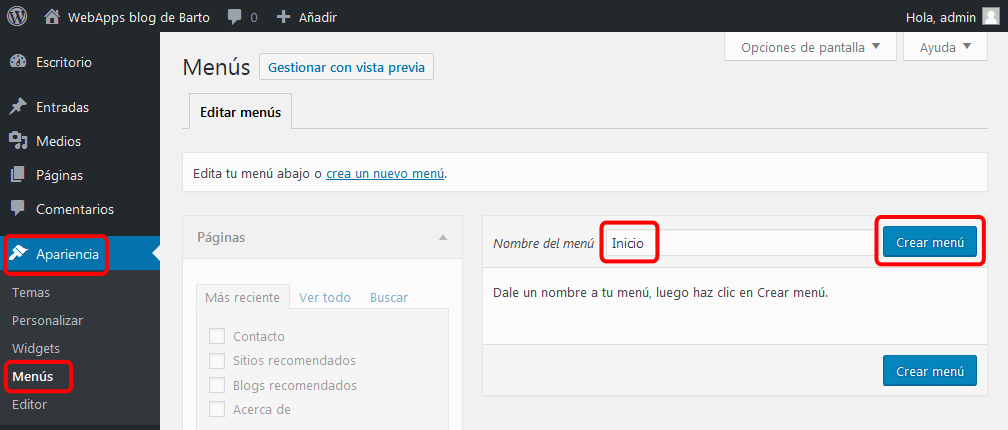 WebApps blog de Barto 0 Añadir Hola, admin
Escritorio
Entradas
Medios
Páginas
Comentarios
Apariencia
Temas
Personalizar
Widgets
Menús
Editor
Opciones de pantalla Ayuda
Menús Gestionar con vista previa
Editar menús
Edita tu menú abajo o crea un nuevo menú.
Páginas
Más reciente Ver todo Buscar
Contacto
Sitios recomendados
Blogs recomendados
Acerca de
Nombre del menú Inicio Crear menú
Dale un nombre a tu menú, luego haz clic en Crear menú.
Crear menú